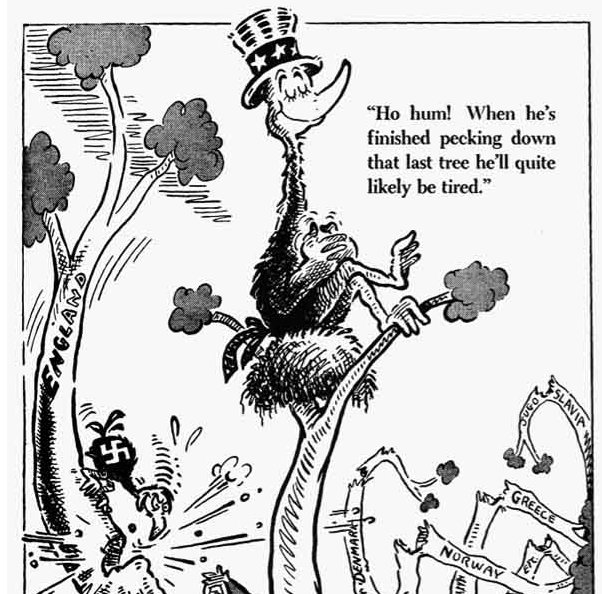 “Ho hum! When he’s
finished pecking down
that last tree he’ll quite
likely be tired.”
ENGLAND
JUGO
SLAVIA
GREECE
DENMARK
NORWAY
ETC